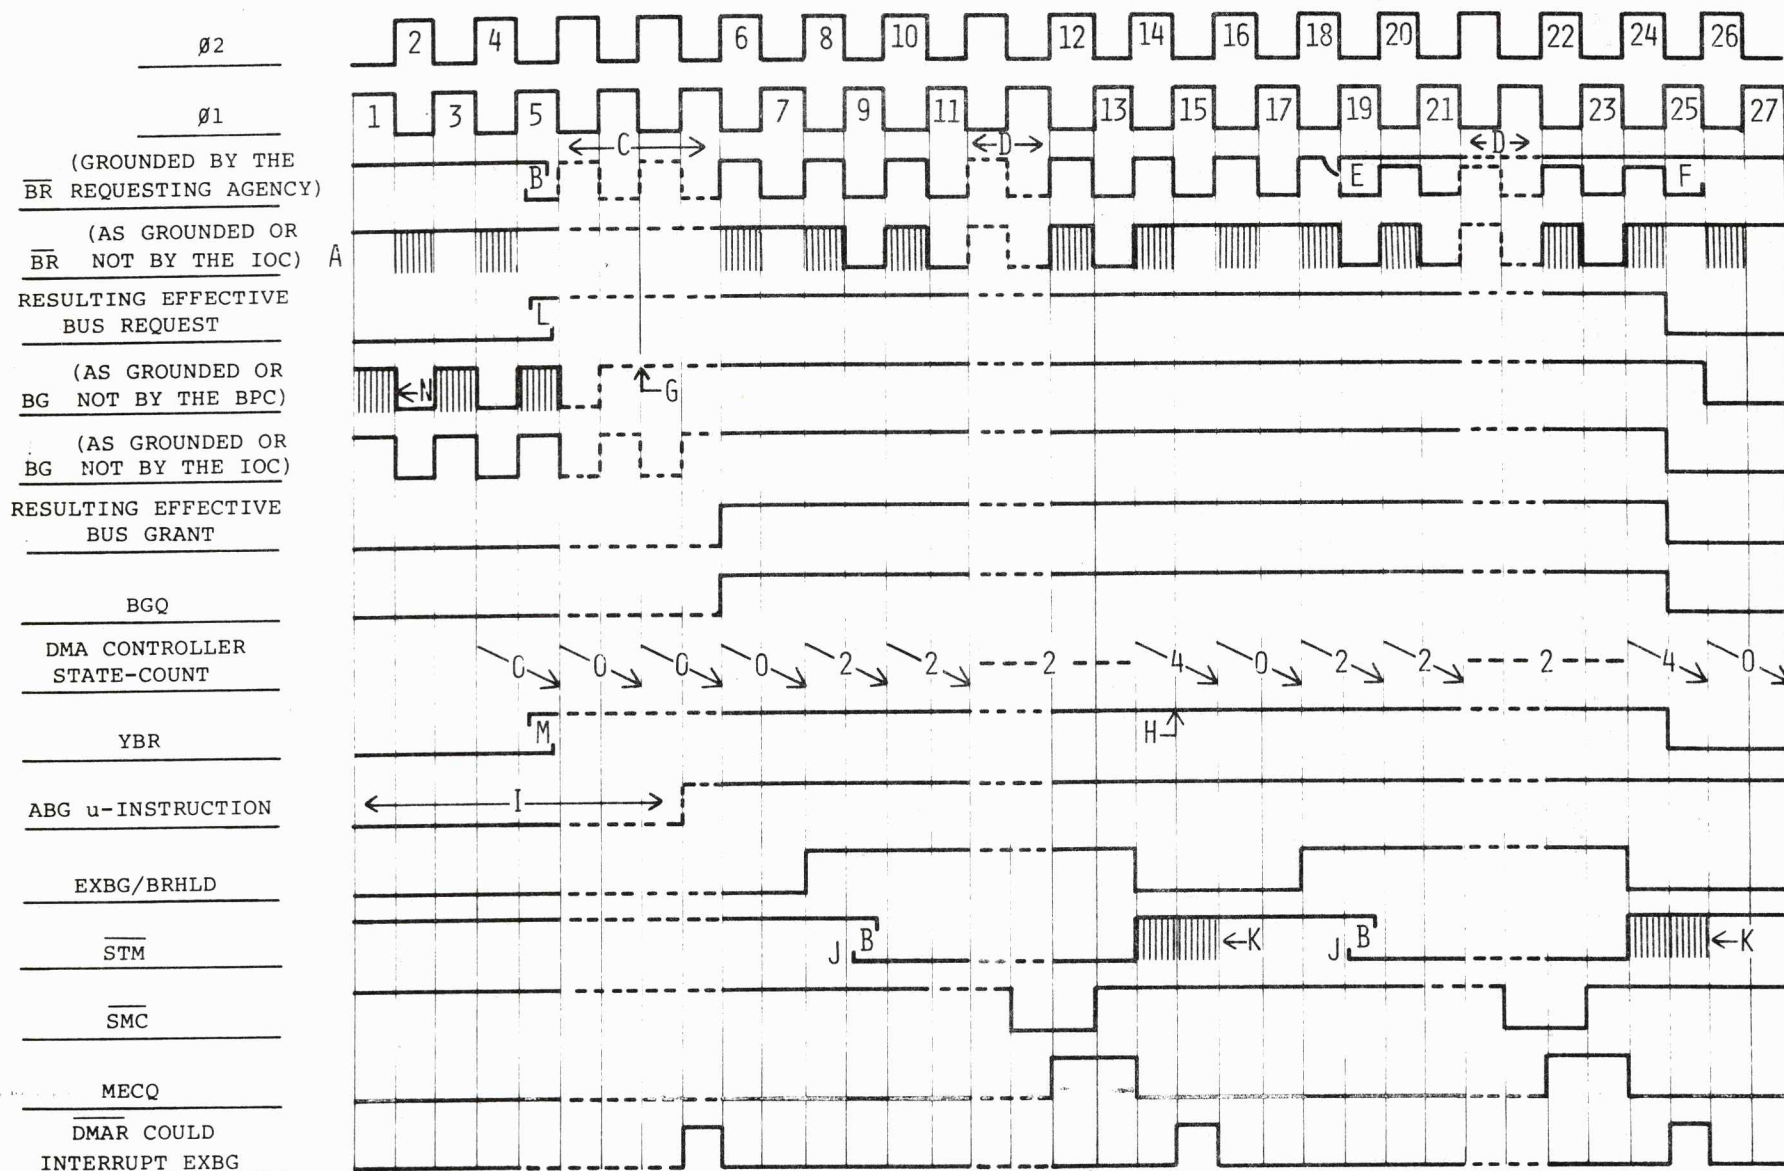 ø2 2 4 6 8 10 12 14 16 18 20 22 24 26
ø1 1 3 5 7 9 11 13 15 17 19 21 23 25 27
C D D
(GROUNDED BY THE
BR REQUESTING AGENCY) B E F
(AS GROUNDED OR
BR NOT BY THE IOC) A
RESULTING EFFECTIVE
BUS REQUEST L
(AS GROUNDED OR
BG NOT BY THE BPC) N G
(AS GROUNDED OR
BG NOT BY THE IOC)
RESULTING EFFECTIVE
BUS GRANT
BGQ
DMA CONTROLLER
STATE-COUNT 0 0 0 0 2 2 2 4 0 2 2 2 4 0
YBR M H
ABG u-INSTRUCTION I
EXBG/BRHLD
STM J B K J B K
SMC
MECQ
DMAR COULD
INTERRUPT EXBG